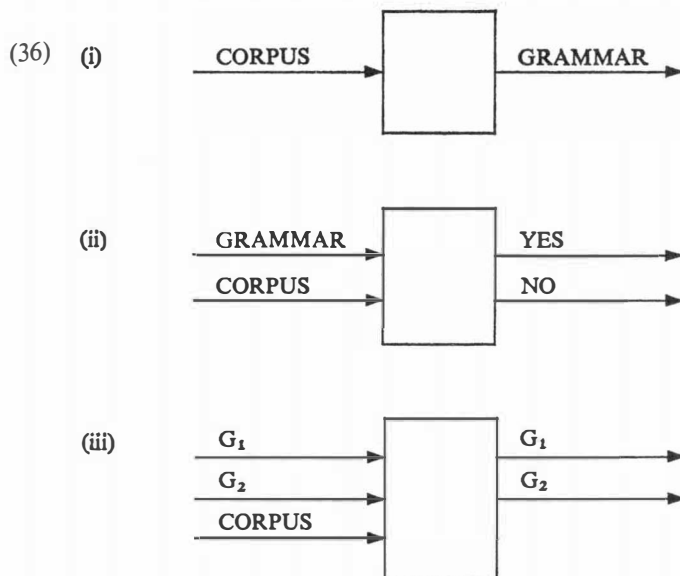 (36) (i) CORPUS GRAMMAR
(ii) GRAMMAR YES
CORPUS NO
(iii) G₁ G₁
G₂ G₂
CORPUS